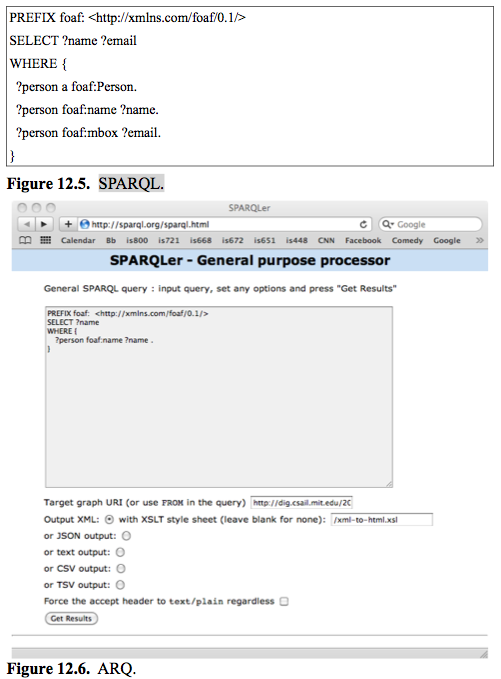 PREFIX foaf: <http://xmlns.com/foaf/0.1/>
SELECT ?name ?email
WHERE {
?person a foaf:Person.
?person foaf:name ?name.
?person foaf:mbox ?email.
}
Figure 12.5. SPARQL.
SPARQLer
http://sparql.org/sparql.html
Google
Calendar Bb is800 is721 is668 is672 is651 is448 CNN Facebook Comedy Google >>
SPARQLer - General purpose processor
General SPARQL query : input query, set any options and press "Get Results"
PREFIX foaf: <http://xmlns.com/foaf/0.1/>
SELECT ?name
WHERE {
?person foaf:name ?name .
}
Target graph URI (or use FROM in the query) http://dig.csail.mit.edu/20
Output XML: with XSLT style sheet (leave blank for none): /xml-to-html.xsl
or JSON output:
or text output:
or CSV output:
or TSV output:
Force the accept header to text/plain regardless
Get Results
Figure 12.6. ARQ.